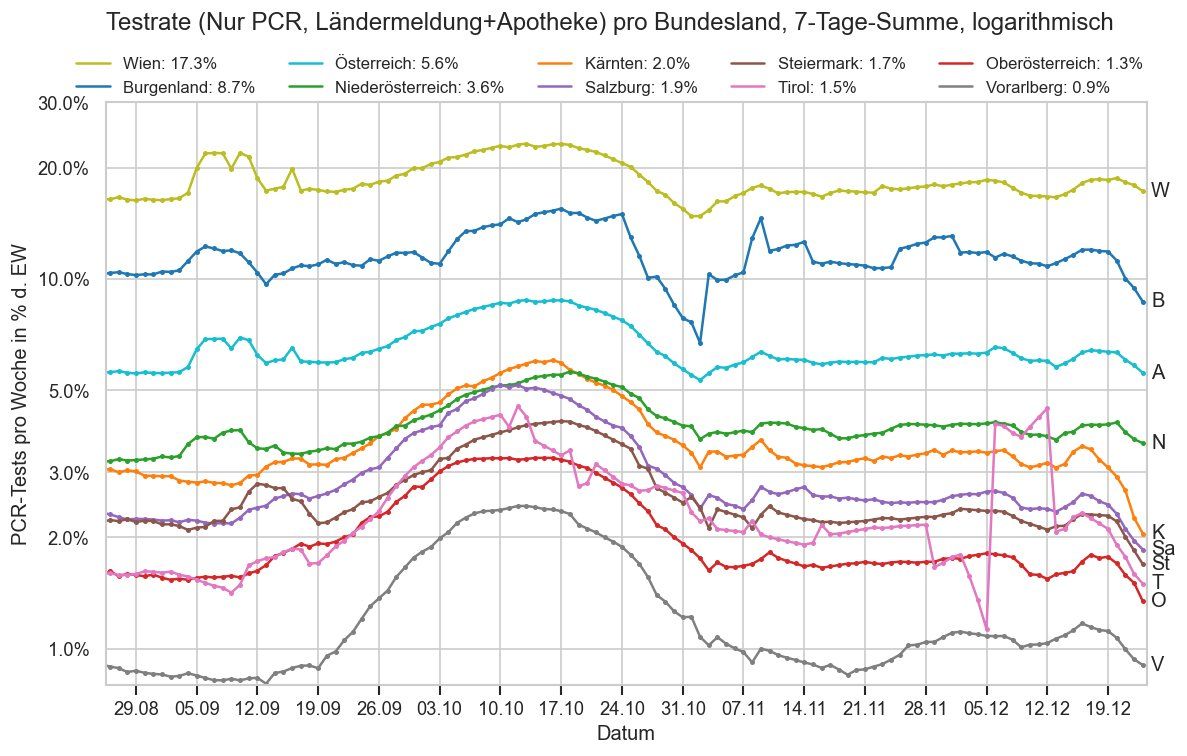 Testrate (Nur PCR, Ländermeldung+Apotheke) pro Bundesland, 7-Tage-Summe, logarithmisch
Wien: 17.3% Österreich: 5.6% Kärnten: 2.0% Steiermark: 1.7% Oberösterreich: 1.3%
Burgenland: 8.7% Niederösterreich: 3.6% Salzburg: 1.9% Tirol: 1.5% Vorarlberg: 0.9%
30.0%
20.0%
10.0%
5.0%
3.0%
2.0%
1.0%
PCR-Tests pro Woche in % d. EW
W
B
A
N
K
Sa
St
T
O
V
29.08 05.09 12.09 19.09 26.09 03.10 10.10 17.10 24.10 31.10 07.11 14.11 21.11 28.11 05.12 12.12 19.12
Datum